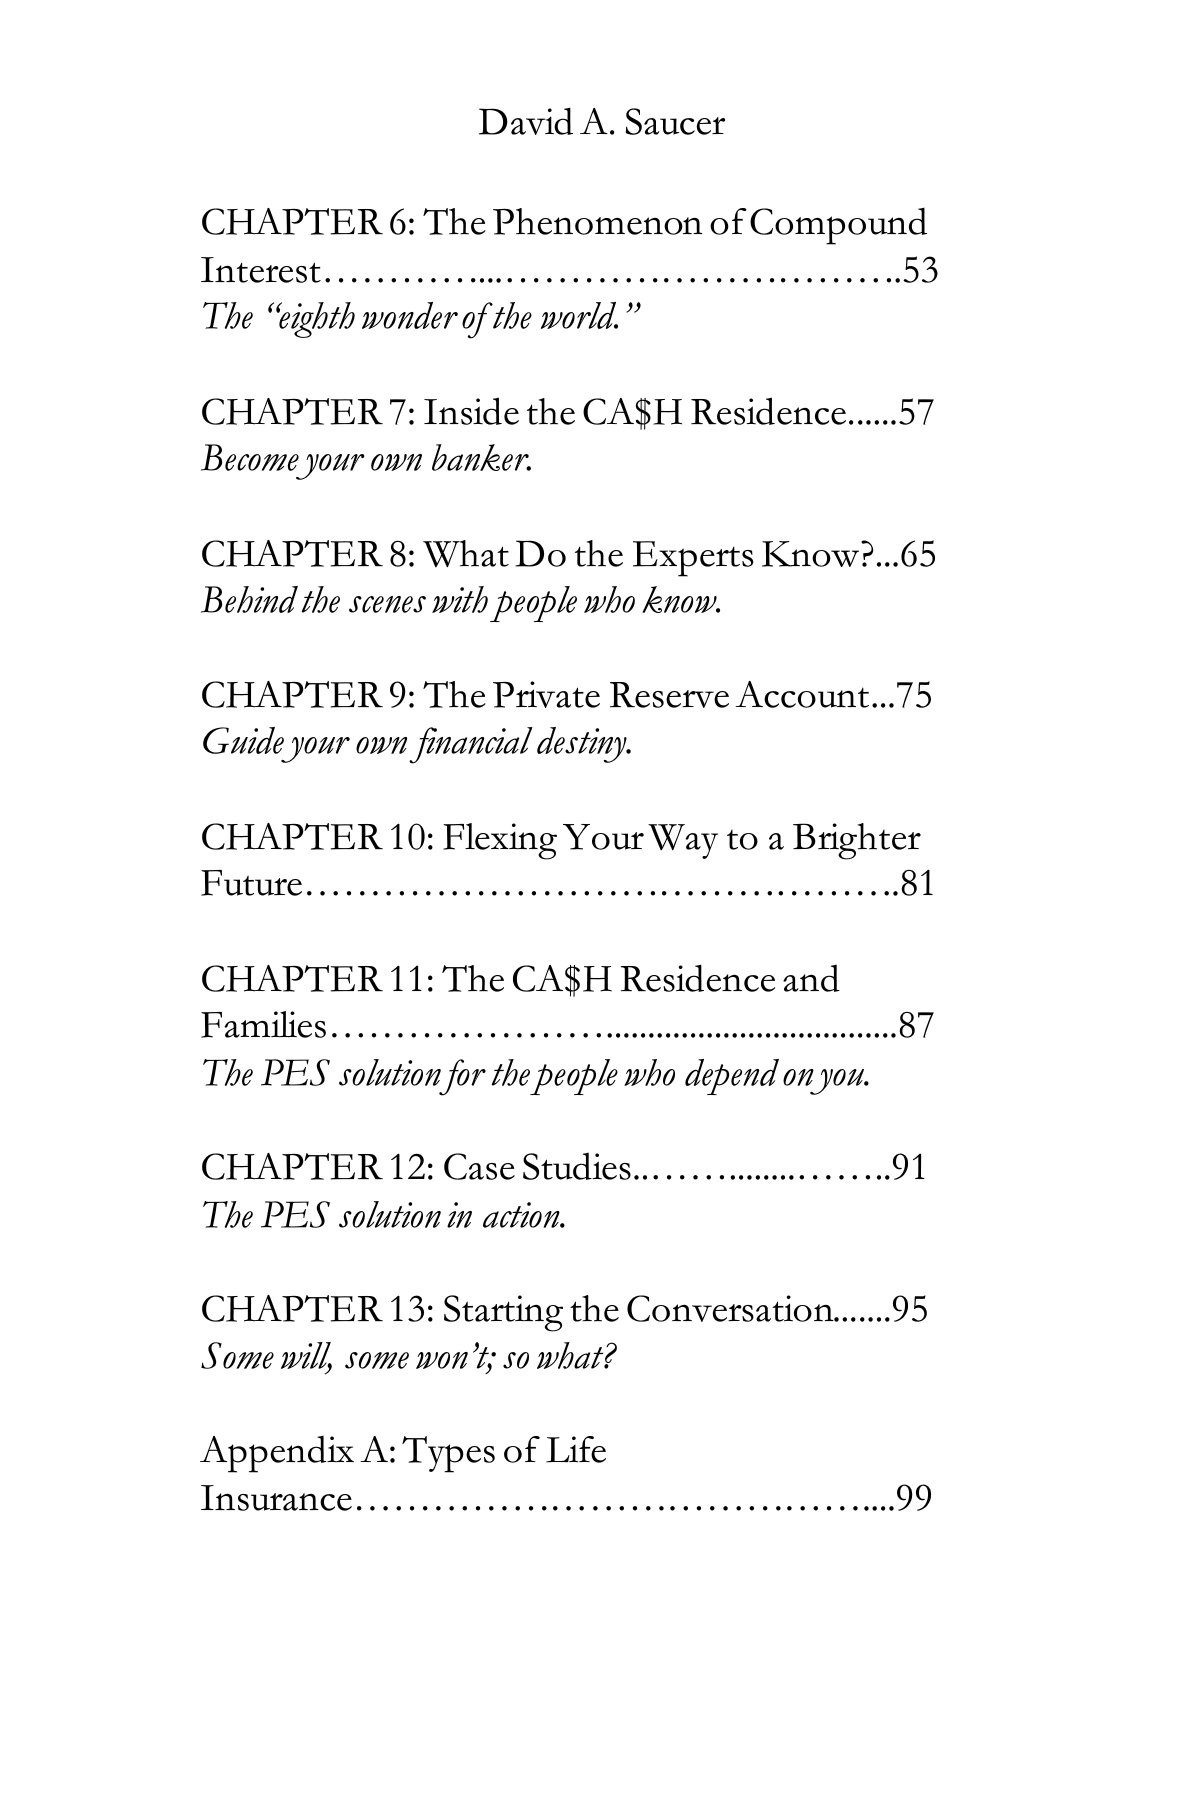 David A. Saucer
CHAPTER 6: The Phenomenon of Compound
Interest…………...……………………………….53
The “eighth wonder of the world.”
CHAPTER 7: Inside the CA$H Residence......57
Become your own banker.
CHAPTER 8: What Do the Experts Know?...65
Behind the scenes with people who know.
CHAPTER 9: The Private Reserve Account...75
Guide your own financial destiny.
CHAPTER 10: Flexing Your Way to a Brighter
Future…………………………………………….81
CHAPTER 11: The CA$H Residence and
Families…………………...................................87
The PES solution for the people who depend on you.
CHAPTER 12: Case Studies..……........……..91
The PES solution in action.
CHAPTER 13: Starting the Conversation.......95
Some will, some won’t; so what?
Appendix A: Types of Life
Insurance…………………………………....99